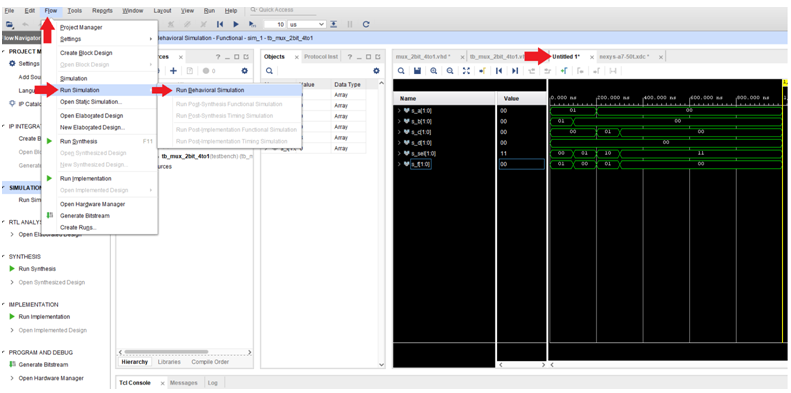 File Edit Flow Tools Reports Window Layout View Run Help Quick Access
10 us
Flow Navigator
Behavioral Simulation - Functional - sim_1 - tb_mux_2bit_4to1
PROJECT M
Settings
Add Sou
Langu
IP Catalo
IP INTEGRA
Create B
Open Blo
Generate
SIMULATION
Run Sim
RTL ANALYS
Open Elaborated Design
SYNTHESIS
Run Synthesis
Open Synthesized Design
IMPLEMENTATION
Run Implementation
Open Implemented Design
PROGRAM AND DEBUG
Generate Bitstream
Open Hardware Manager
Project Manager
Settings
Create Block Design
Open Block Design
Simulation
Run Simulation
Open Static Simulation...
Open Elaborated Design
New Elaborated Design...
Run Synthesis F11
Open Synthesized Design
New Synthesized Design...
Run Implementation
Open Implemented Design
Open Hardware Manager
Generate Bitstream
Create Runs...
Run Behavioral Simulation
Run Post-Synthesis Functional Simulation
Run Post-Synthesis Timing Simulation
Run Post-Implementation Functional Simulation
Run Post-Implementation Timing Simulation
rces
0
tb_mux_2bit_4to1(testbench) (tb_m
ources
Hierarchy Libraries Compile Order
Objects Protocol Inst
Value Data Type
Array
Array
Array
Array
Array
Array
mux_2bit_4to1.vhd * tb_mux_2bit_4to1.vhd Untitled 1* nexys-a7-50t.xdc *
Name Value
0.000 ns 200.000 ns 400.000 ns 600.000 ns 800.000 ns
s_a[1:0] 00 01 00
s_b[1:0] 00 01 00
s_c[1:0] 00 00 01 00
s_d[1:0] 00 00
s_sel[1:0] 11 00 01 10 11
s_f[1:0] 00 01 00 01 00
Tcl Console Messages Log